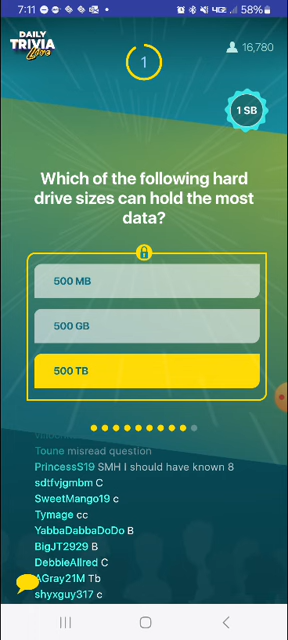 7:11
58%
DAILY
TRIVIA
Live
1
16,780
1 SB
Which of the following hard
drive sizes can hold the most
data?
500 MB
500 GB
500 TB
Toune misread question
PrincessS19 SMH I should have known 8
sdtfvjgmbm C
SweetMango19 c
Tymage cc
YabbaDabbaDoDo B
BigJT2929 B
DebbieAllred C
AGray21M Tb
shyxguy317 c